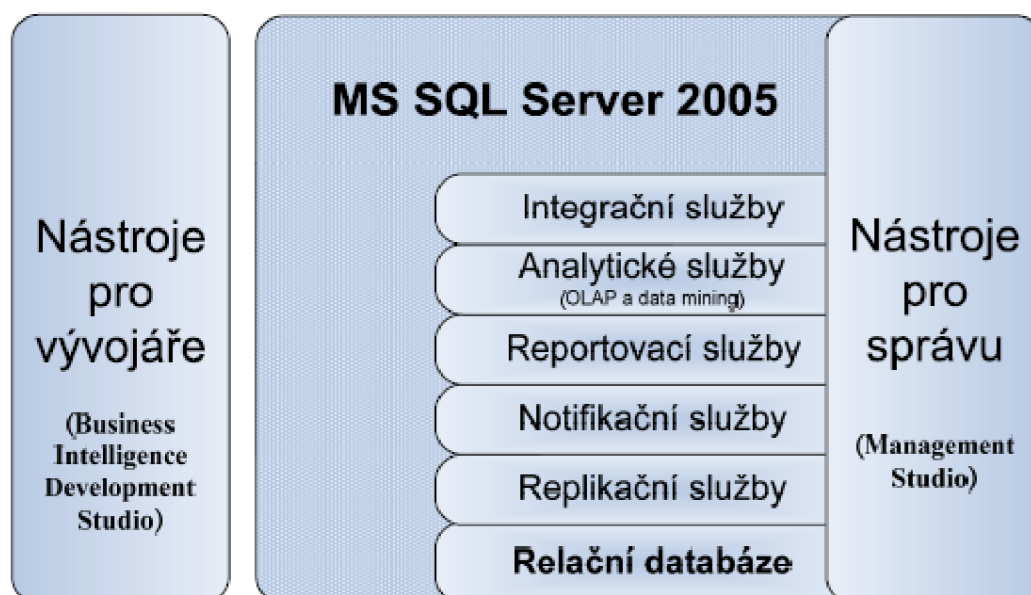 Nástroje
pro
vývojáře
(Business
Intelligence
Development
Studio)
MS SQL Server 2005
Integrační služby
Analytické služby
(OLAP a data mining)
Reportovací služby
Notifikační služby
Replikační služby
Relační databáze
Nástroje
pro
správu
(Management
Studio)